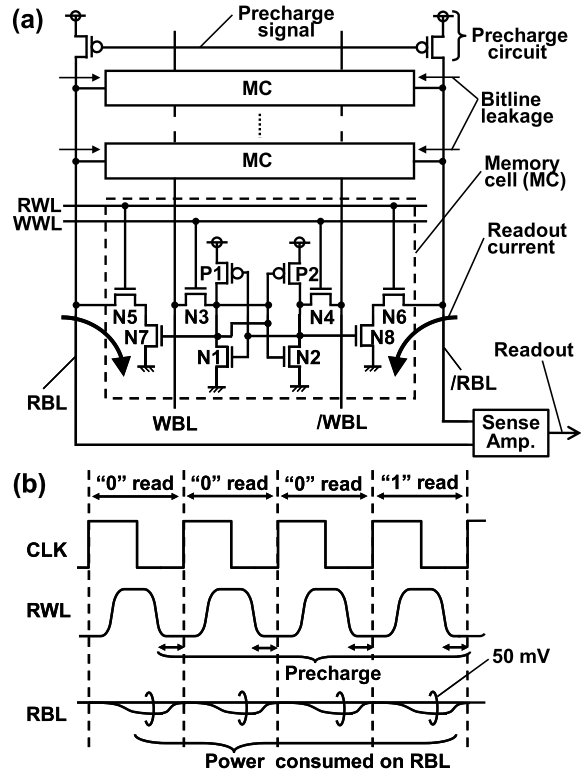 (a)
Precharge
signal
Precharge
circuit
MC
Bitline
leakage
MC
Memory
cell (MC)
RWL
WWL
Readout
current
P1
P2
N5
N3
N4
N6
N7
N8
N1
N2
Readout
RBL
/RBL
WBL
/WBL
Sense
Amp.
(b)
"0" read
"0" read
"0" read
"1" read
CLK
RWL
Precharge
50 mV
RBL
Power consumed on RBL